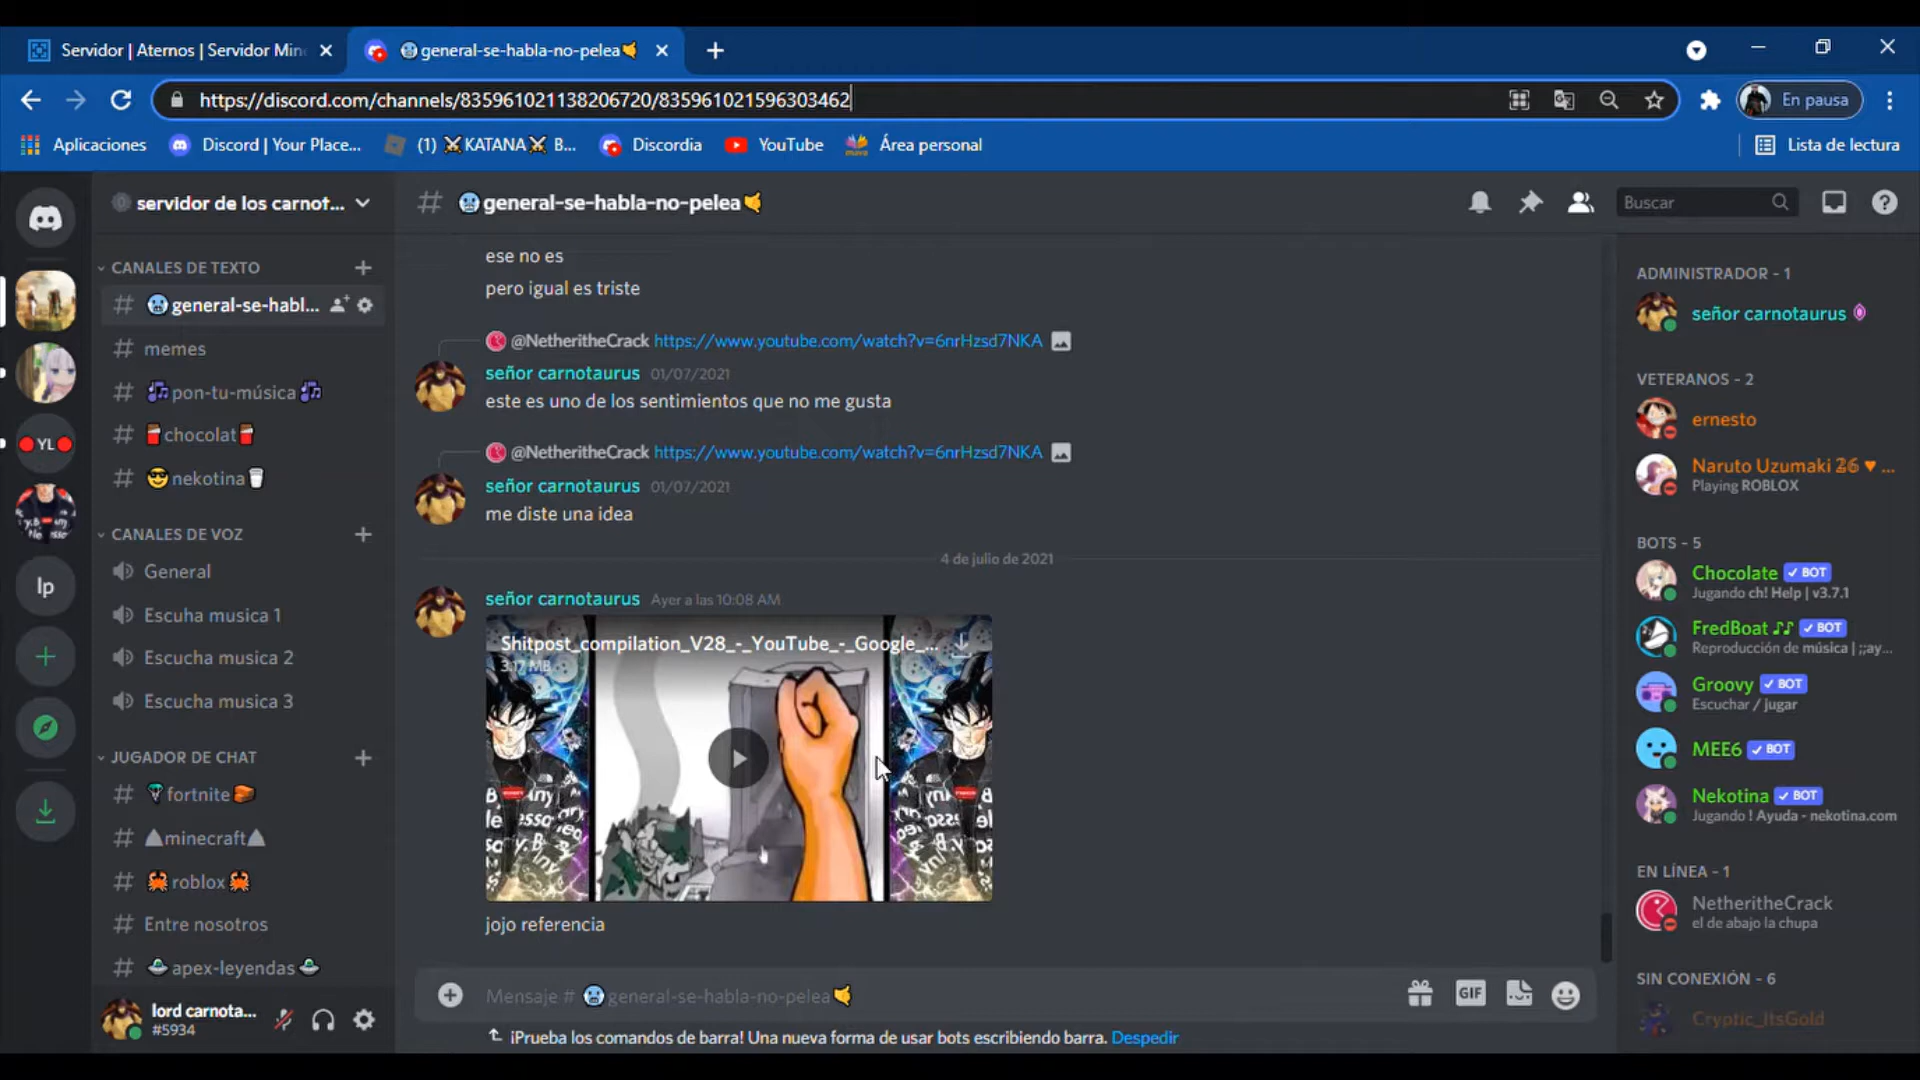 Servidor | Aternos | Servidor Min
🥶general-se-habla-no-pelea🤙
https://discord.com/channels/835961021138206720/835961021596303462
En pausa
Aplicaciones
Discord | Your Place...
(1) ⚔KATANA⚔ B...
Discordia
YouTube
Área personal
Lista de lectura
servidor de los carnot...
🥶general-se-habla-no-pelea🤙
Buscar
CANALES DE TEXTO
🥶general-se-habl...
memes
🎶pon-tu-música🎶
🍫chocolat🍫
😎nekotina🥛
CANALES DE VOZ
General
Escuha musica 1
Escucha musica 2
Escucha musica 3
JUGADOR DE CHAT
fortnite
minecraft
🦀roblox🦀
Entre nosotros
🛸apex-leyendas🛸
lord carnota...
#5934
YL
lp
ese no es
pero igual es triste
@NetheritheCrack https://www.youtube.com/watch?v=6nrHzsd7NKA
señor carnotaurus 01/07/2021
este es uno de los sentimientos que no me gusta
@NetheritheCrack https://www.youtube.com/watch?v=6nrHzsd7NKA
señor carnotaurus 01/07/2021
me diste una idea
4 de julio de 2021
señor carnotaurus Ayer a las 10:08 AM
Shitpost_compilation_V28_-_YouTube_-_Google_...
3.17 MB
jojo referencia
Mensaje # 🥶general-se-habla-no-pelea🤙
GIF
¡Prueba los comandos de barra! Una nueva forma de usar bots escribiendo barra. Despedir
ADMINISTRADOR - 1
señor carnotaurus
VETERANOS - 2
ernesto
Naruto Uzumaki 26 ♥ ...
Playing ROBLOX
BOTS - 5
Chocolate ✓ BOT
Jugando ch! Help | v3.7.1
FredBoat ♪♪ ✓ BOT
Reproducción de música | ;;ay...
Groovy ✓ BOT
Escuchar / jugar
MEE6 ✓ BOT
Nekotina ✓ BOT
Jugando ! Ayuda - nekotina.com
EN LÍNEA - 1
NetheritheCrack
el de abajo la chupa
SIN CONEXIÓN - 6
Cryptic_ItsGold